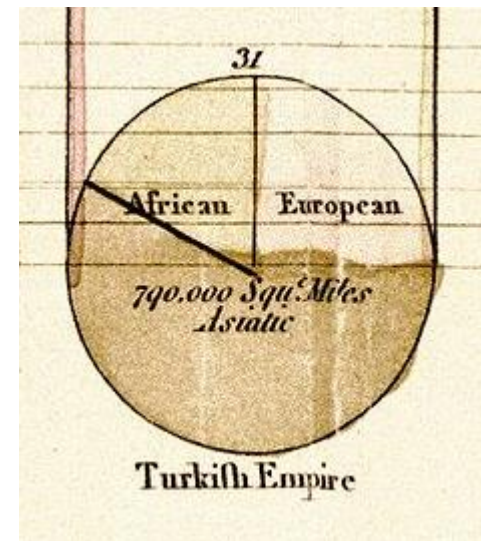 31
African European
790.000 Squ. Miles
Asiatic
Turkiſh Empire